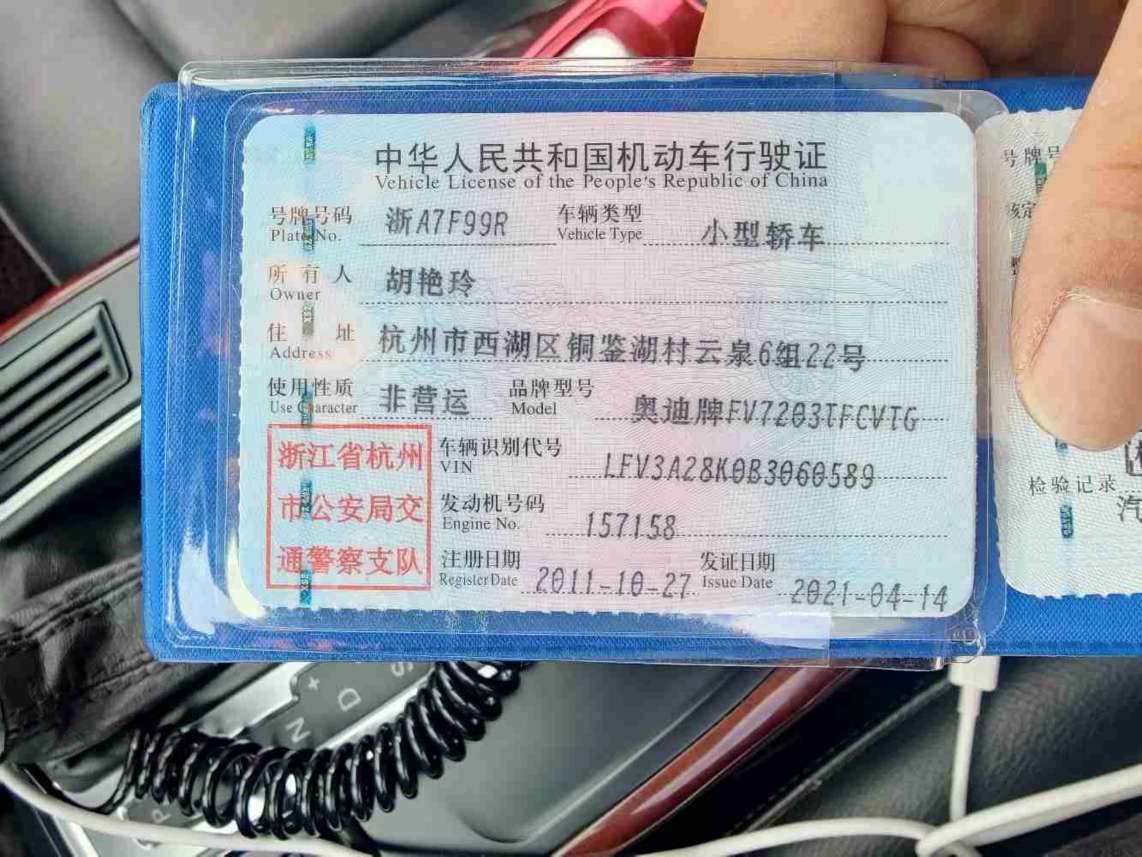 中华人民共和国机动车行驶证
Vehicle License of the People's Republic of China
号牌号码 浙A7F99R 车辆类型 小型轿车
Plate No. Vehicle Type
所有人 胡艳玲
Owner
住址 杭州市西湖区铜鉴湖村云泉6组22号
Address
使用性质 非营运 品牌型号 奥迪牌FV7203TFCVTG
Use Character Model
浙江省杭州
市公安局交
通警察支队
车辆识别代号 LFV3A28K0B3060589
VIN
发动机号码 157158
Engine No.
注册日期 2011-10-27 发证日期 2021-04-14
Register Date Issue Date
号牌号
核定
检验记录
汽
+
S
D
N